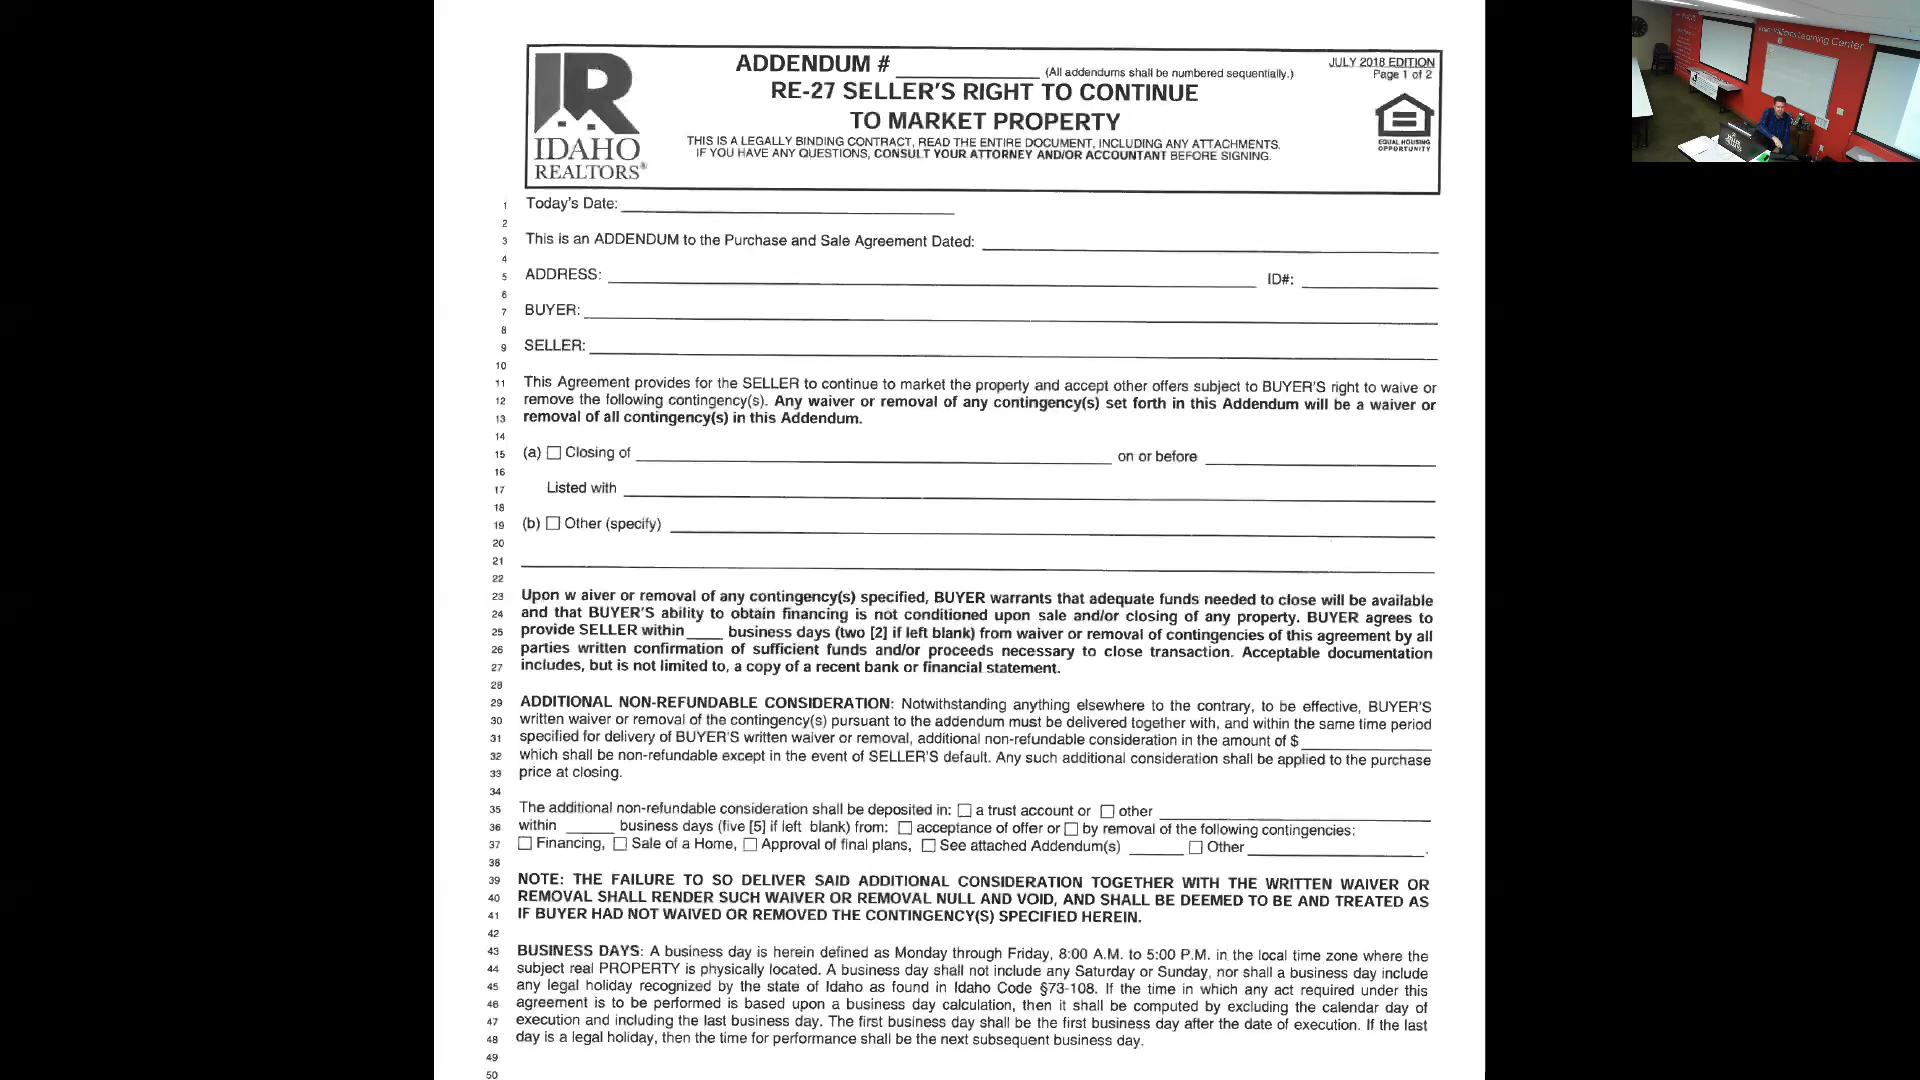 IR
IDAHO
REALTORS®
ADDENDUM # ____________ (All addendums shall be numbered sequentially.)
RE-27 SELLER'S RIGHT TO CONTINUE
TO MARKET PROPERTY
THIS IS A LEGALLY BINDING CONTRACT, READ THE ENTIRE DOCUMENT, INCLUDING ANY ATTACHMENTS.
IF YOU HAVE ANY QUESTIONS, CONSULT YOUR ATTORNEY AND/OR ACCOUNTANT BEFORE SIGNING.
JULY 2018 EDITION
Page 1 of 2
EQUAL HOUSING
OPPORTUNITY
Learning Center
1 Today's Date:
2
3 This is an ADDENDUM to the Purchase and Sale Agreement Dated:
4
5 ADDRESS: ID#:
6
7 BUYER:
8
9 SELLER:
10
11 This Agreement provides for the SELLER to continue to market the property and accept other offers subject to BUYER'S right to waive or
12 remove the following contingency(s). Any waiver or removal of any contingency(s) set forth in this Addendum will be a waiver or
13 removal of all contingency(s) in this Addendum.
14
15 (a) ☐ Closing of on or before
16
17 Listed with
18
19 (b) ☐ Other (specify)
20
21
22
23 Upon w aiver or removal of any contingency(s) specified, BUYER warrants that adequate funds needed to close will be available
24 and that BUYER'S ability to obtain financing is not conditioned upon sale and/or closing of any property. BUYER agrees to
25 provide SELLER within ____ business days (two [2] if left blank) from waiver or removal of contingencies of this agreement by all
26 parties written confirmation of sufficient funds and/or proceeds necessary to close transaction. Acceptable documentation
27 includes, but is not limited to, a copy of a recent bank or financial statement.
28
29 ADDITIONAL NON-REFUNDABLE CONSIDERATION: Notwithstanding anything elsewhere to the contrary, to be effective, BUYER'S
30 written waiver or removal of the contingency(s) pursuant to the addendum must be delivered together with, and within the same time period
31 specified for delivery of BUYER'S written waiver or removal, additional non-refundable consideration in the amount of $
32 which shall be non-refundable except in the event of SELLER'S default. Any such additional consideration shall be applied to the purchase
33 price at closing.
34
35 The additional non-refundable consideration shall be deposited in: ☐ a trust account or ☐ other
36 within ____ business days (five [5] if left blank) from: ☐ acceptance of offer or ☐ by removal of the following contingencies:
37 ☐ Financing, ☐ Sale of a Home, ☐ Approval of final plans, ☐ See attached Addendum(s) ____ ☐ Other ____.
38
39 NOTE: THE FAILURE TO SO DELIVER SAID ADDITIONAL CONSIDERATION TOGETHER WITH THE WRITTEN WAIVER OR
40 REMOVAL SHALL RENDER SUCH WAIVER OR REMOVAL NULL AND VOID, AND SHALL BE DEEMED TO BE AND TREATED AS
41 IF BUYER HAD NOT WAIVED OR REMOVED THE CONTINGENCY(S) SPECIFIED HEREIN.
42
43 BUSINESS DAYS: A business day is herein defined as Monday through Friday, 8:00 A.M. to 5:00 P.M. in the local time zone where the
44 subject real PROPERTY is physically located. A business day shall not include any Saturday or Sunday, nor shall a business day include
45 any legal holiday recognized by the state of Idaho as found in Idaho Code §73-108. If the time in which any act required under this
46 agreement is to be performed is based upon a business day calculation, then it shall be computed by excluding the calendar day of
47 execution and including the last business day. The first business day shall be the first business day after the date of execution. If the last
48 day is a legal holiday, then the time for performance shall be the next subsequent business day.
49
50